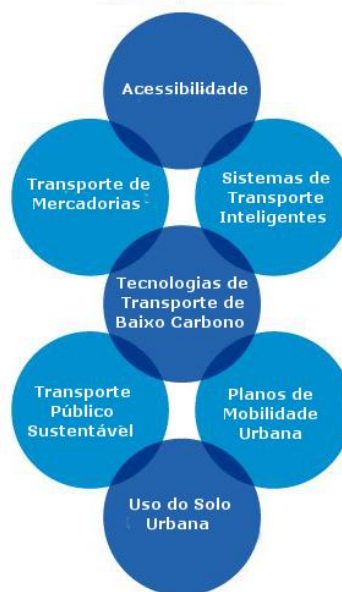 Acessibilidade
Transporte de
Mercadorias
Sistemas de
Transporte
Inteligentes
Tecnologias de
Transporte de
Baixo Carbono
Transporte
Público
Sustentável
Planos de
Mobilidade
Urbana
Uso do Solo
Urbana